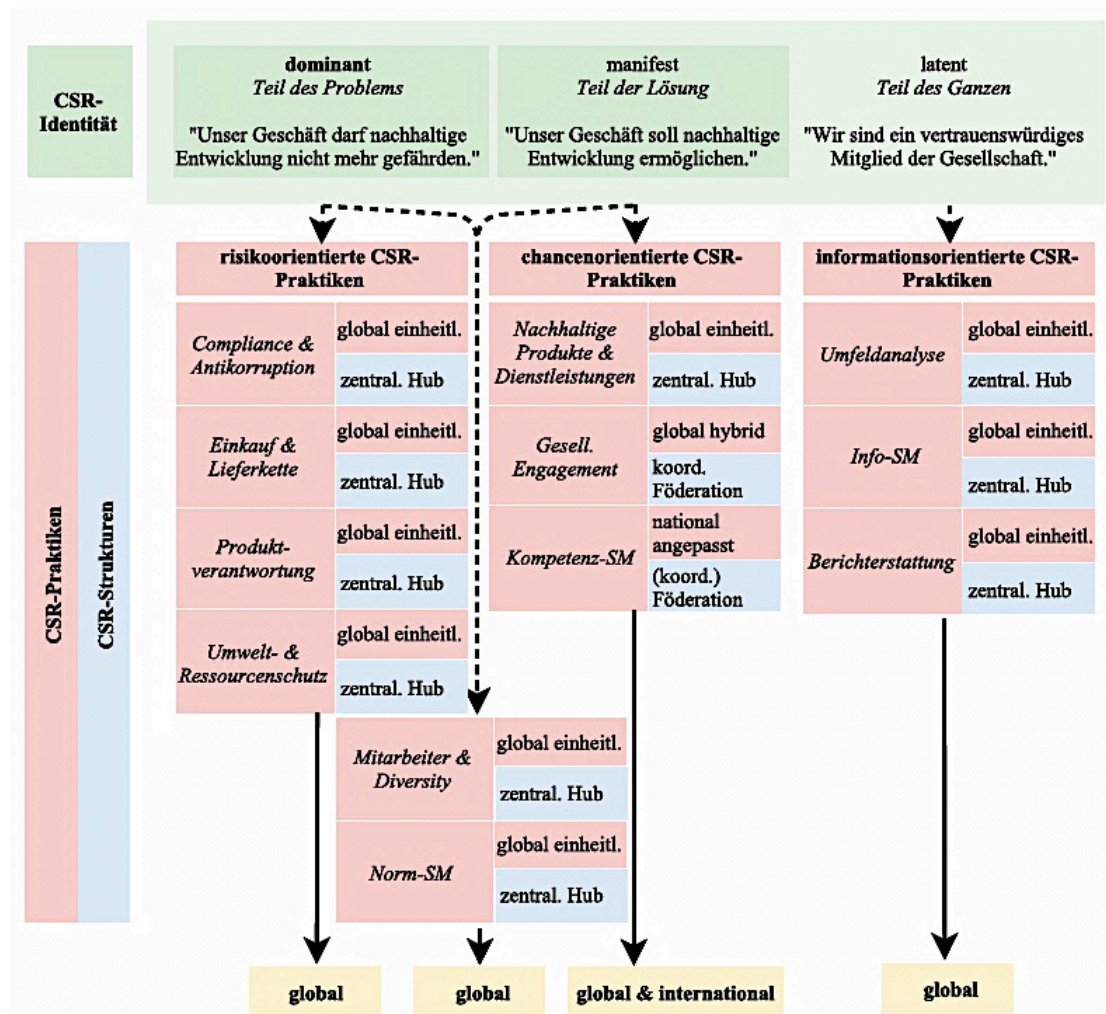 CSR-
Identität
dominant
Teil des Problems
"Unser Geschäft darf nachhaltige
Entwicklung nicht mehr gefährden."
manifest
Teil der Lösung
"Unser Geschäft soll nachhaltige
Entwicklung ermöglichen."
latent
Teil des Ganzen
"Wir sind ein vertrauenswürdiges
Mitglied der Gesellschaft."
CSR-Praktiken
CSR-Strukturen
risikoorientierte CSR-
Praktiken
Compliance &
Antikorruption
global einheitl.
zentral. Hub
Einkauf &
Lieferkette
global einheitl.
zentral. Hub
Produkt-
verantwortung
global einheitl.
zentral. Hub
Umwelt- &
Ressourcenschutz
global einheitl.
zentral. Hub
Mitarbeiter &
Diversity
global einheitl.
zentral. Hub
Norm-SM
global einheitl.
zentral. Hub
chancenorientierte CSR-
Praktiken
Nachhaltige
Produkte &
Dienstleistungen
global einheitl.
zentral. Hub
Gesell.
Engagement
global hybrid
koord.
Föderation
Kompetenz-SM
national
angepasst
(koord.)
Föderation
informationsorientierte CSR-
Praktiken
Umfeldanalyse
global einheitl.
zentral. Hub
Info-SM
global einheitl.
zentral. Hub
Berichterstattung
global einheitl.
zentral. Hub
global
global
global & international
global